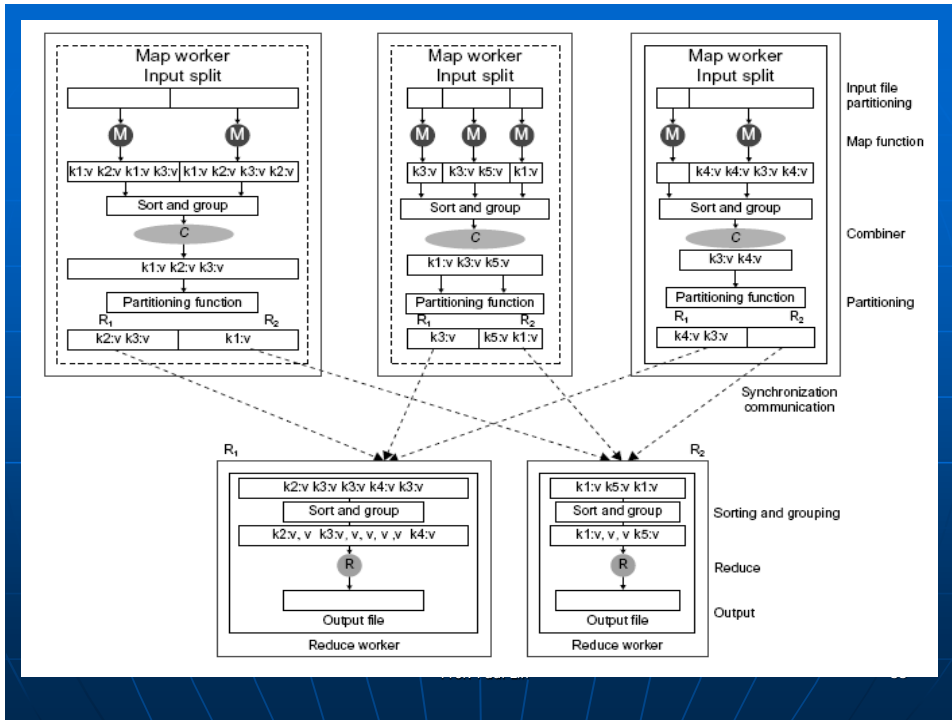 Map worker
Input split
Map worker
Input split
Map worker
Input split
Input file
partitioning
M M
M M M
M M
Map function
k1:v k2:v k1:v k3:v k1:v k2:v k3:v k2:v
k3:v k3:v k5:v k1:v
k4:v k4:v k3:v k4:v
Sort and group
Sort and group
Sort and group
C
C
C
Combiner
k1:v k2:v k3:v
k1:v k3:v k5:v
k3:v k4:v
Partitioning function
Partitioning function
Partitioning function
Partitioning
R1 R2
R1 R2
R1 R2
k2:v k3:v k1:v
k3:v k5:v k1:v
k4:v k3:v
Synchronization
communication
R1
R2
k2:v k3:v k3:v k4:v k3:v
k1:v k5:v k1:v
Sort and group
Sort and group
Sorting and grouping
k2:v, v k3:v, v, v, v ,v k4:v
k1:v, v, v k5:v
R
R
Reduce
Output file
Output file
Output
Reduce worker
Reduce worker